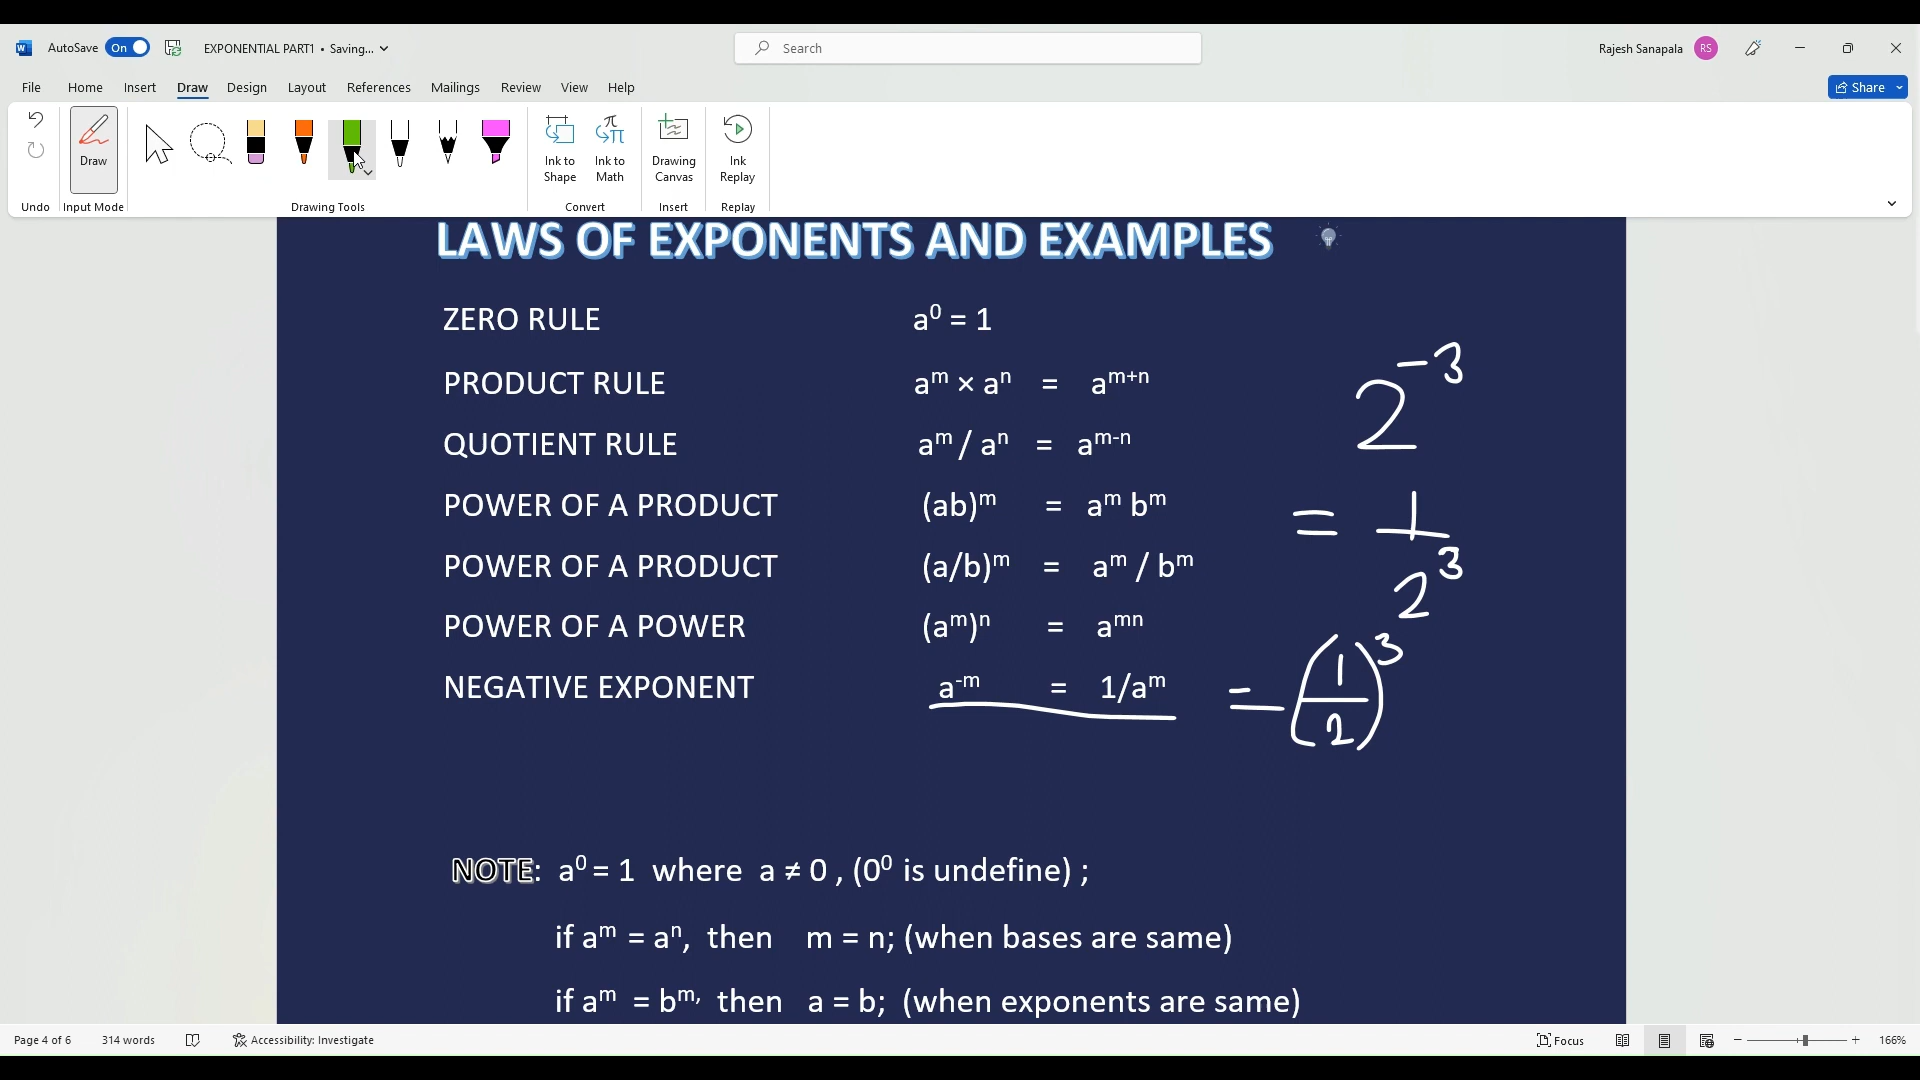 AutoSave On EXPONENTIAL PART1 • Saving... Search Rajesh Sanapala RS
File Home Insert Draw Design Layout References Mailings Review View Help Share
Draw Ink to Shape Ink to Math Drawing Canvas Ink Replay
Undo Input Mode Drawing Tools Convert Insert Replay
LAWS OF EXPONENTS AND EXAMPLES
ZERO RULE a⁰ = 1
PRODUCT RULE aᵐ × aⁿ = aᵐ⁺ⁿ
2⁻³
QUOTIENT RULE aᵐ / aⁿ = aᵐ⁻ⁿ
POWER OF A PRODUCT (ab)ᵐ = aᵐ bᵐ
= 1/2³
POWER OF A PRODUCT (a/b)ᵐ = aᵐ / bᵐ
POWER OF A POWER (aᵐ)ⁿ = aᵐⁿ
NEGATIVE EXPONENT a⁻ᵐ = 1/aᵐ = (1/2)³
NOTE: a⁰ = 1 where a ≠ 0 , (0⁰ is undefine) ;
if aᵐ = aⁿ, then m = n; (when bases are same)
if aᵐ = bᵐ, then a = b; (when exponents are same)
Page 4 of 6 314 words Accessibility: Investigate Focus 166%